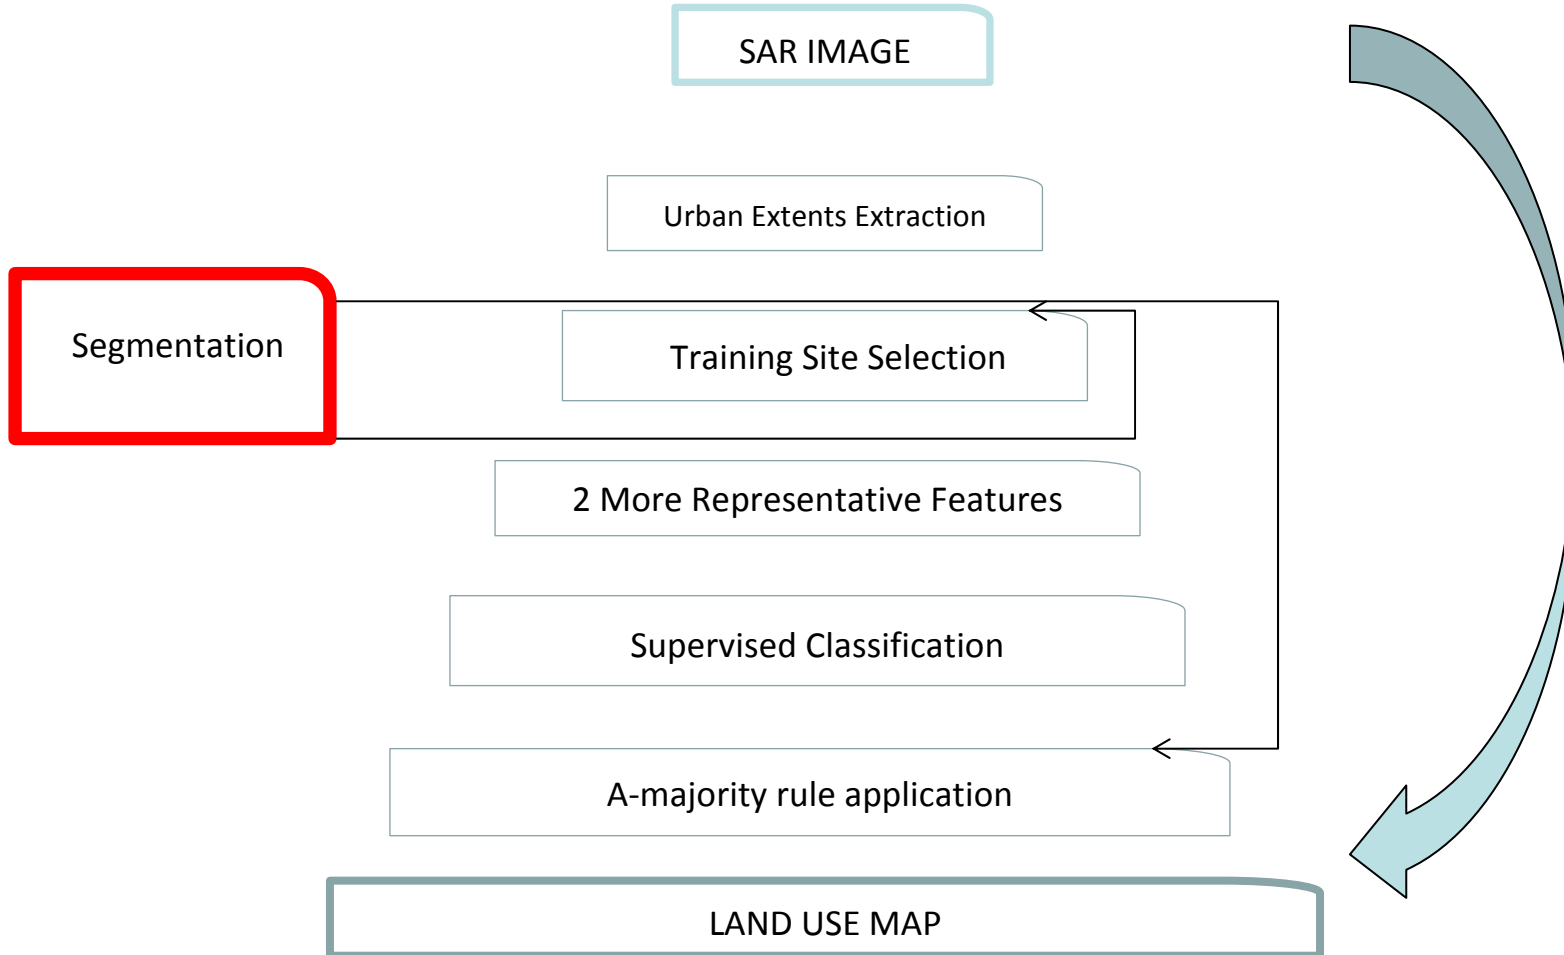 SAR IMAGE
Urban Extents Extraction
Segmentation
Training Site Selection
2 More Representative Features
Supervised Classification
A-majority rule application
LAND USE MAP